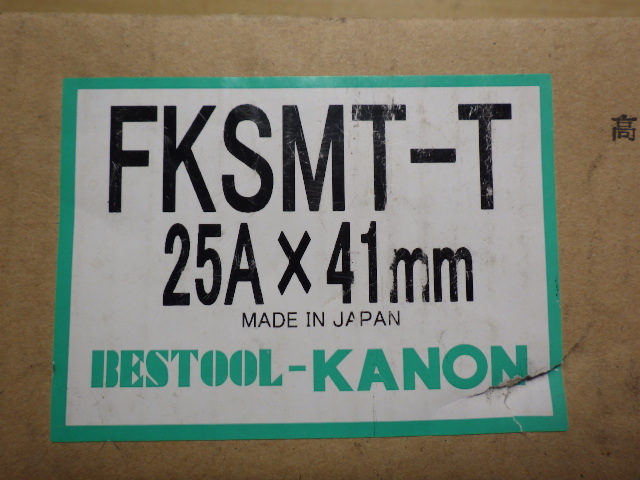 FKSMT-T
25A×41mm
MADE IN JAPAN
BESTOOL-KANON
高